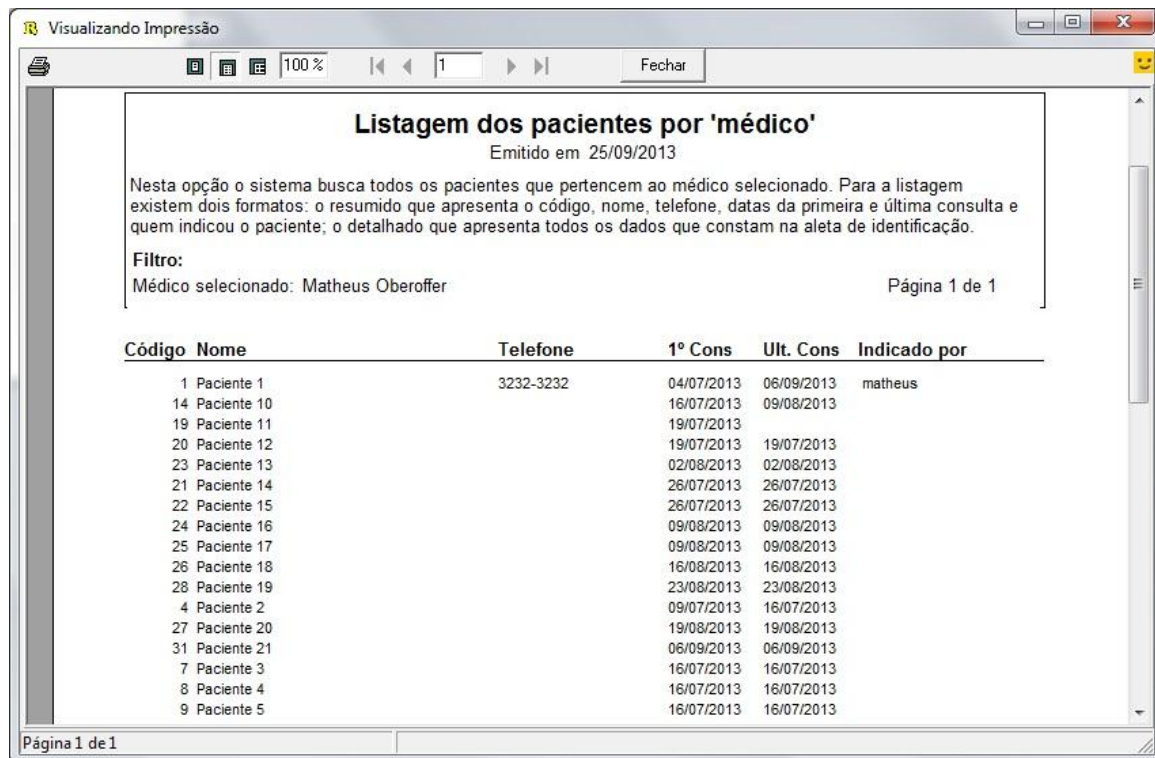 Visualizando Impressão
100 %
1
Fechar
Listagem dos pacientes por 'médico'
Emitido em 25/09/2013
Nesta opção o sistema busca todos os pacientes que pertencem ao médico selecionado. Para a listagem
existem dois formatos: o resumido que apresenta o código, nome, telefone, datas da primeira e última consulta e
quem indicou o paciente; o detalhado que apresenta todos os dados que constam na aleta de identificação.
Filtro:
Médico selecionado: Matheus Oberoffer Página 1 de 1
Código Nome Telefone 1º Cons Ult. Cons Indicado por
1 Paciente 1 3232-3232 04/07/2013 06/09/2013 matheus
14 Paciente 10 16/07/2013 09/08/2013
19 Paciente 11 19/07/2013
20 Paciente 12 19/07/2013 19/07/2013
23 Paciente 13 02/08/2013 02/08/2013
21 Paciente 14 26/07/2013 26/07/2013
22 Paciente 15 26/07/2013 26/07/2013
24 Paciente 16 09/08/2013 09/08/2013
25 Paciente 17 09/08/2013 09/08/2013
26 Paciente 18 16/08/2013 16/08/2013
28 Paciente 19 23/08/2013 23/08/2013
4 Paciente 2 09/07/2013 16/07/2013
27 Paciente 20 19/08/2013 19/08/2013
31 Paciente 21 06/09/2013 06/09/2013
7 Paciente 3 16/07/2013 16/07/2013
8 Paciente 4 16/07/2013 16/07/2013
9 Paciente 5 16/07/2013 16/07/2013
Página 1 de 1